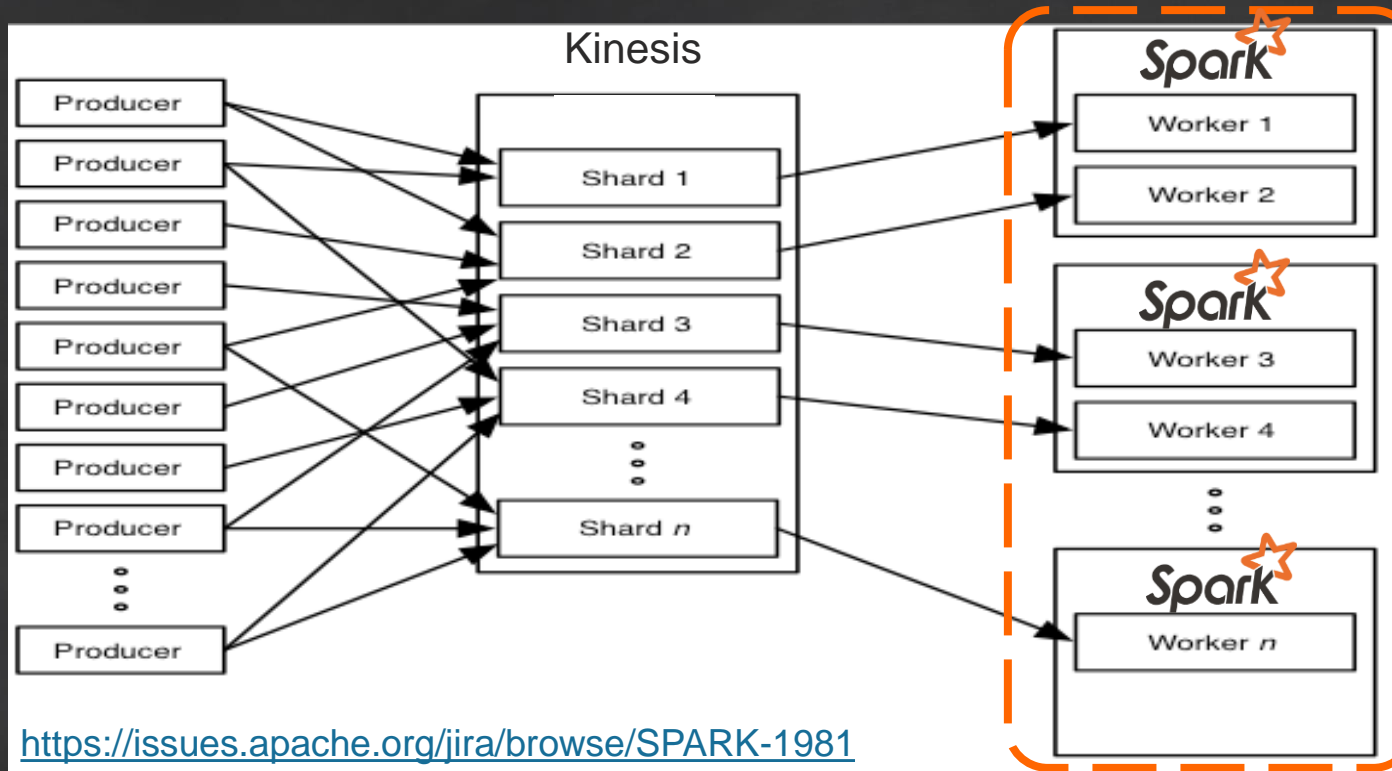 Kinesis
Producer
Producer
Producer
Producer
Producer
Producer
Producer
Producer
Producer
Shard 1
Shard 2
Shard 3
Shard 4
Shard n
Spark
Worker 1
Worker 2
Spark
Worker 3
Worker 4
Spark
Worker n
https://issues.apache.org/jira/browse/SPARK-1981